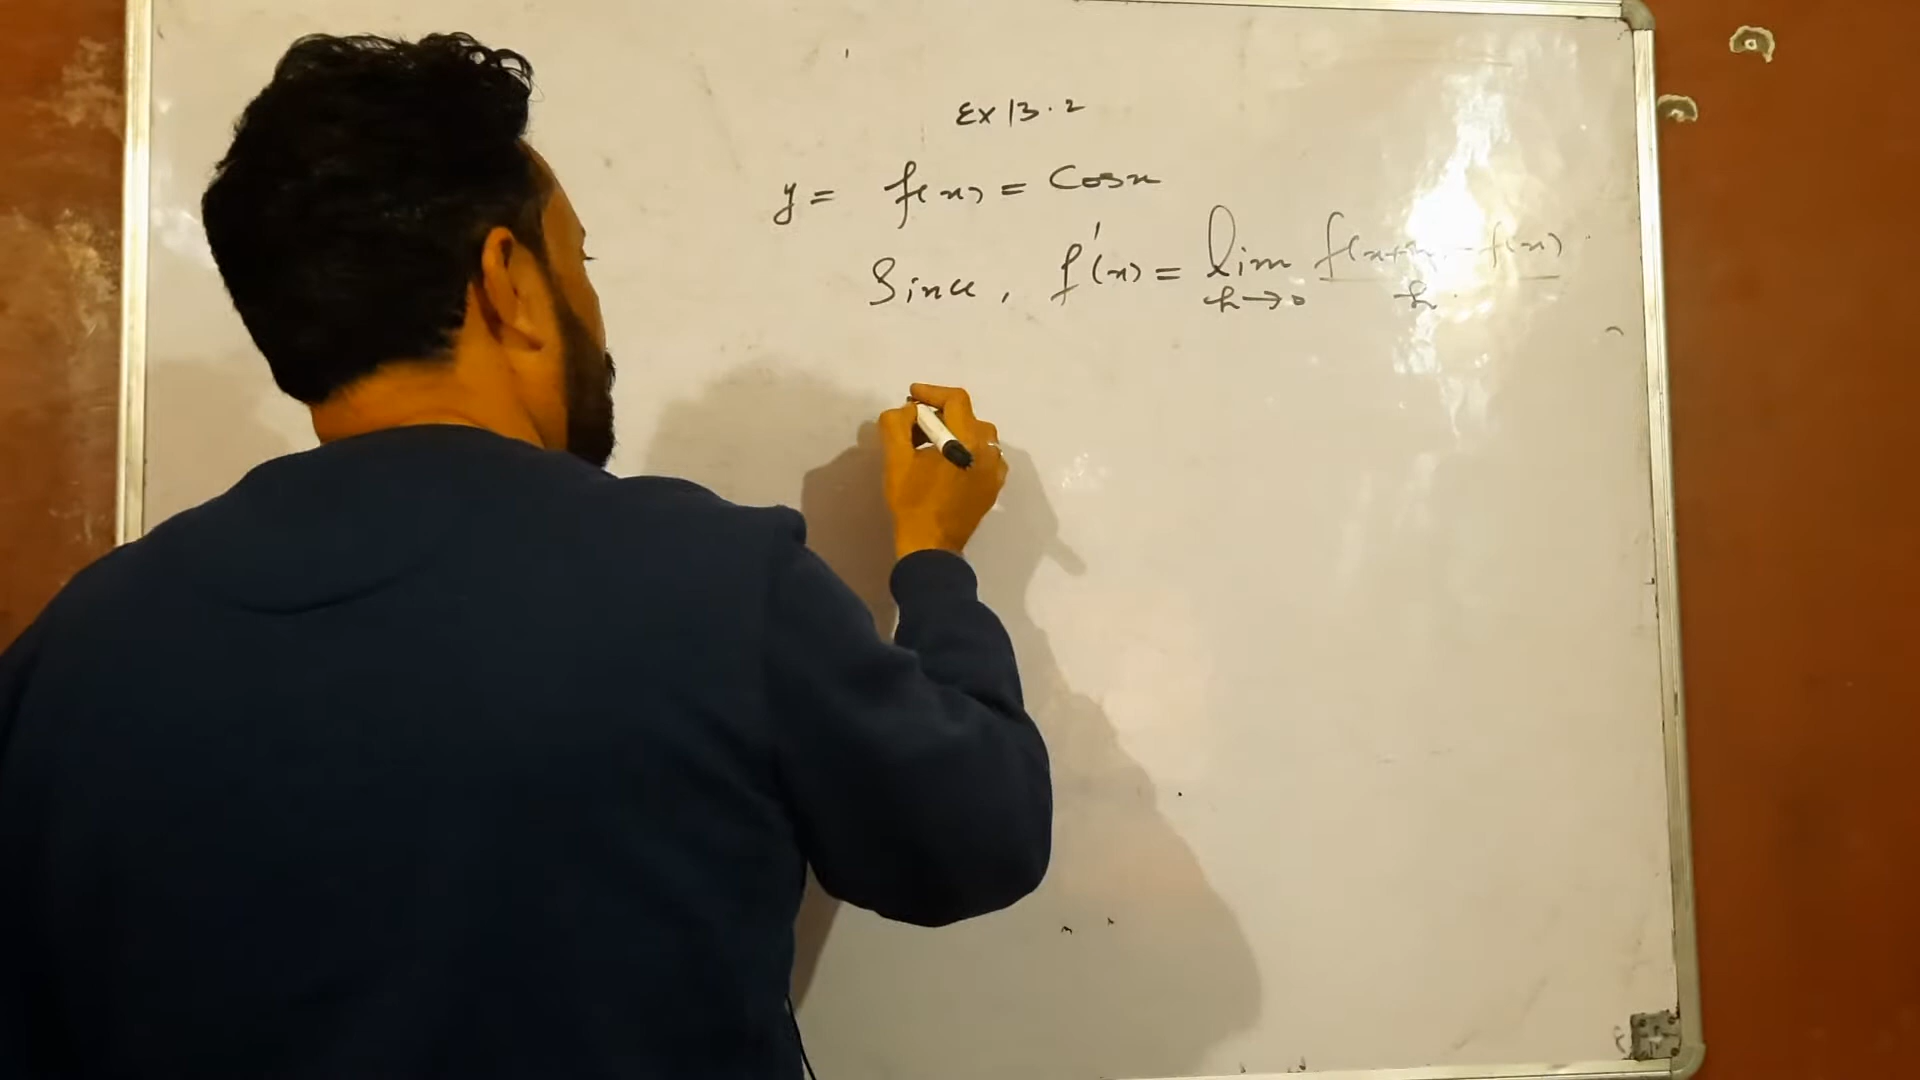 Ex 13.2
y = f(x) = Cosx
Since, f'(x) = lim h→0 f(x+h) - f(x) / h